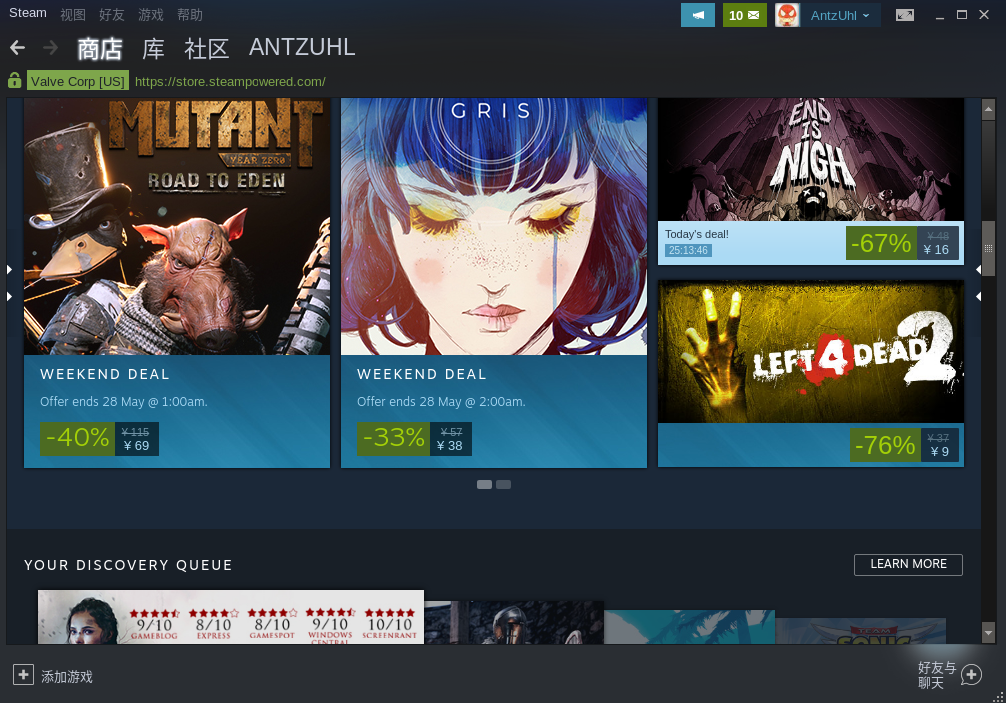 Steam 视图 好友 游戏 帮助
10
AntzUhl
商店 库 社区 ANTZUHL
Valve Corp [US] https://store.steampowered.com/
MUTANT
YEAR ZERO
ROAD TO EDEN
WEEKEND DEAL
Offer ends 28 May @ 1:00am.
-40%
¥ 115
¥ 69
GRIS
WEEKEND DEAL
Offer ends 28 May @ 2:00am.
-33%
¥ 57
¥ 38
END
IS
NIGH
Today's deal!
25:13:46
-67%
¥ 48
¥ 16
LEFT 4 DEAD 2
-76%
¥ 37
¥ 9
YOUR DISCOVERY QUEUE
LEARN MORE
9/10 8/10 8/10 9/10 10/10
GAMEBLOG EXPRESS GAMESPOT WINDOWS CENTRAL SCREENRANT
TEAM
SONIC
添加游戏
好友与
聊天